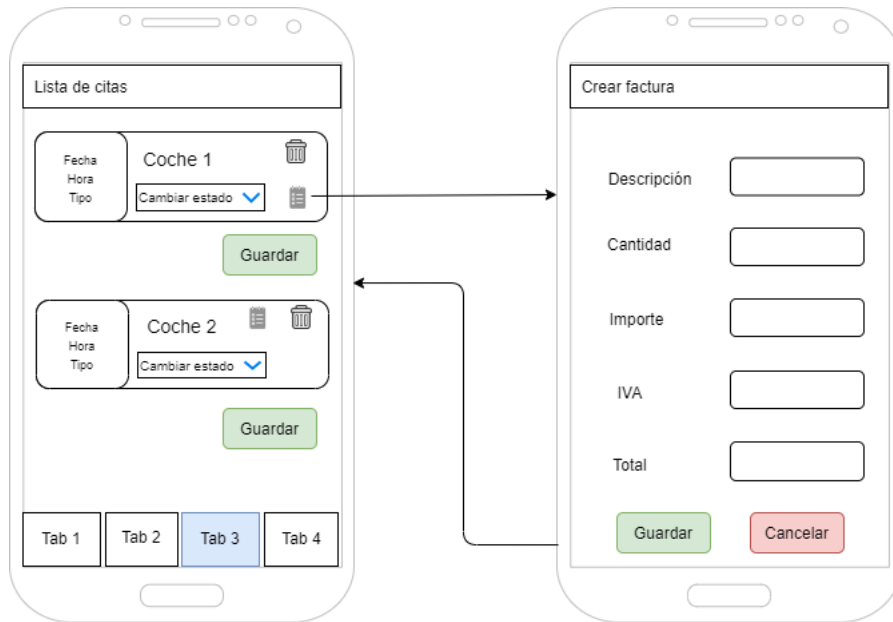 Lista de citas
Fecha
Hora
Tipo
Coche 1
Cambiar estado
Guardar
Fecha
Hora
Tipo
Coche 2
Cambiar estado
Guardar
Tab 1
Tab 2
Tab 3
Tab 4
Crear factura
Descripción
Cantidad
Importe
IVA
Total
Guardar
Cancelar